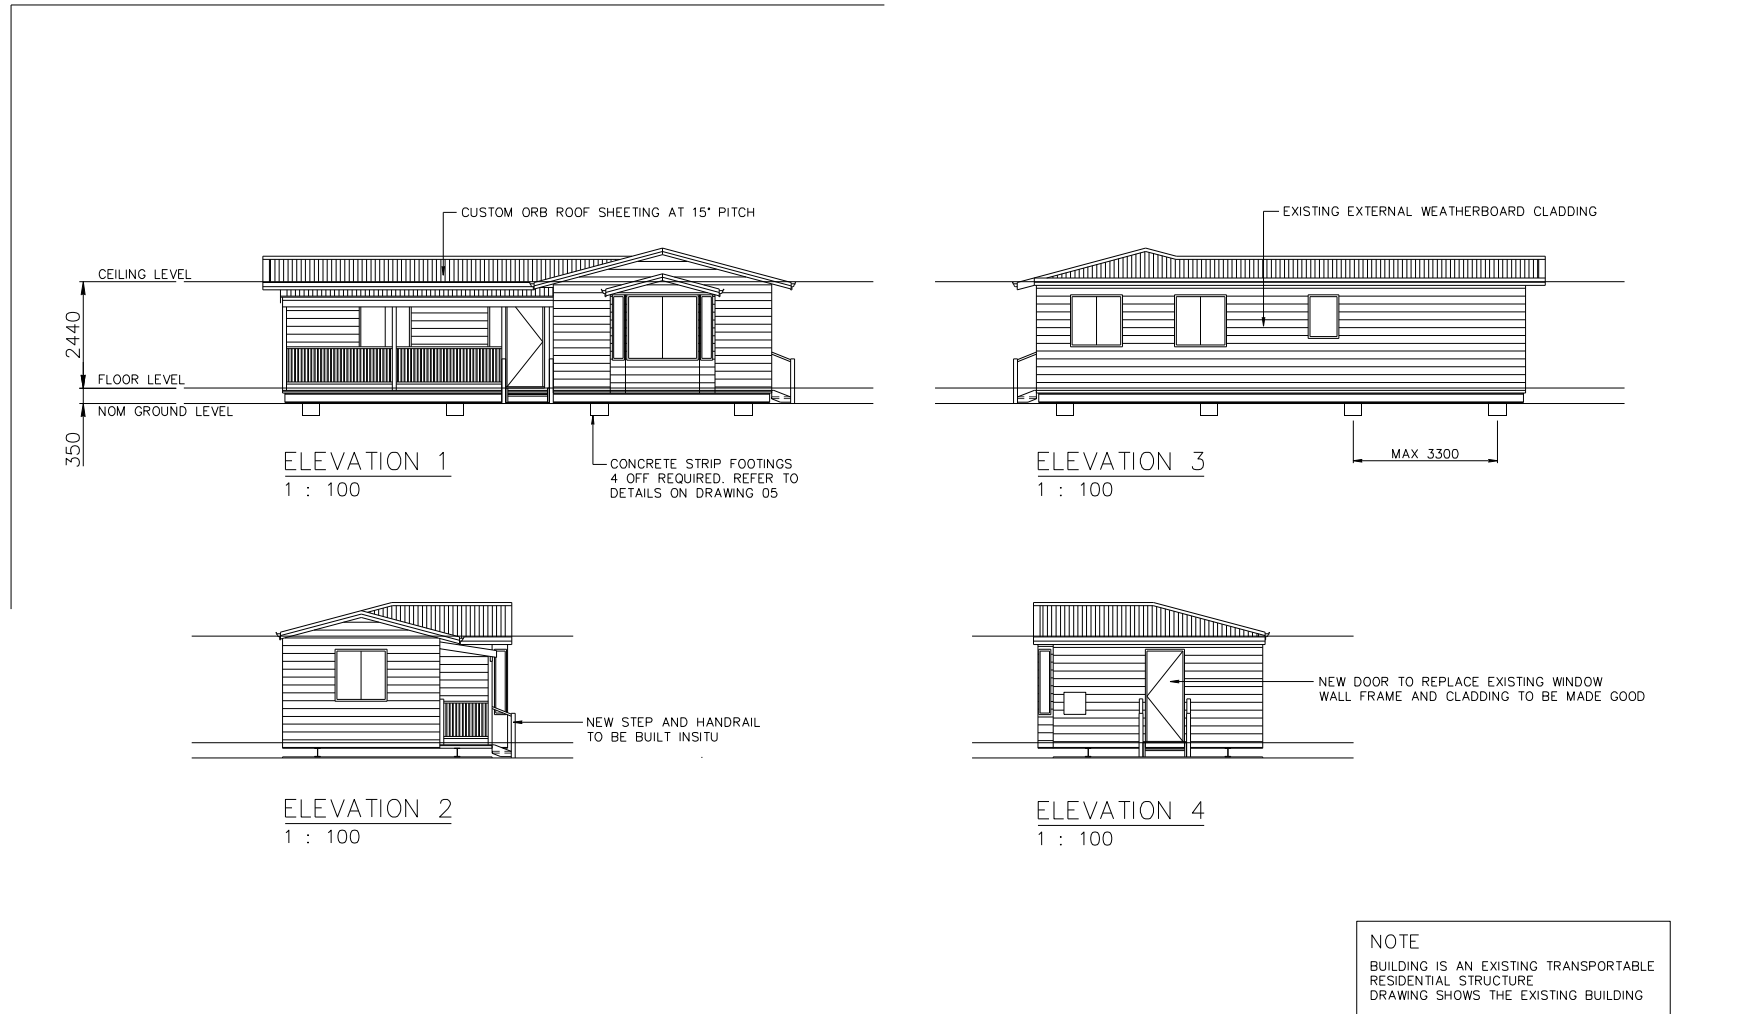 CUSTOM ORB ROOF SHEETING AT 15° PITCH
CEILING LEVEL
2440
FLOOR LEVEL
NOM GROUND LEVEL
350
ELEVATION 1
1 : 100
CONCRETE STRIP FOOTINGS
4 OFF REQUIRED. REFER TO
DETAILS ON DRAWING 05
EXISTING EXTERNAL WEATHERBOARD CLADDING
MAX 3300
ELEVATION 3
1 : 100
NEW STEP AND HANDRAIL
TO BE BUILT INSITU
ELEVATION 2
1 : 100
NEW DOOR TO REPLACE EXISTING WINDOW
WALL FRAME AND CLADDING TO BE MADE GOOD
ELEVATION 4
1 : 100
NOTE
BUILDING IS AN EXISTING TRANSPORTABLE
RESIDENTIAL STRUCTURE
DRAWING SHOWS THE EXISTING BUILDING